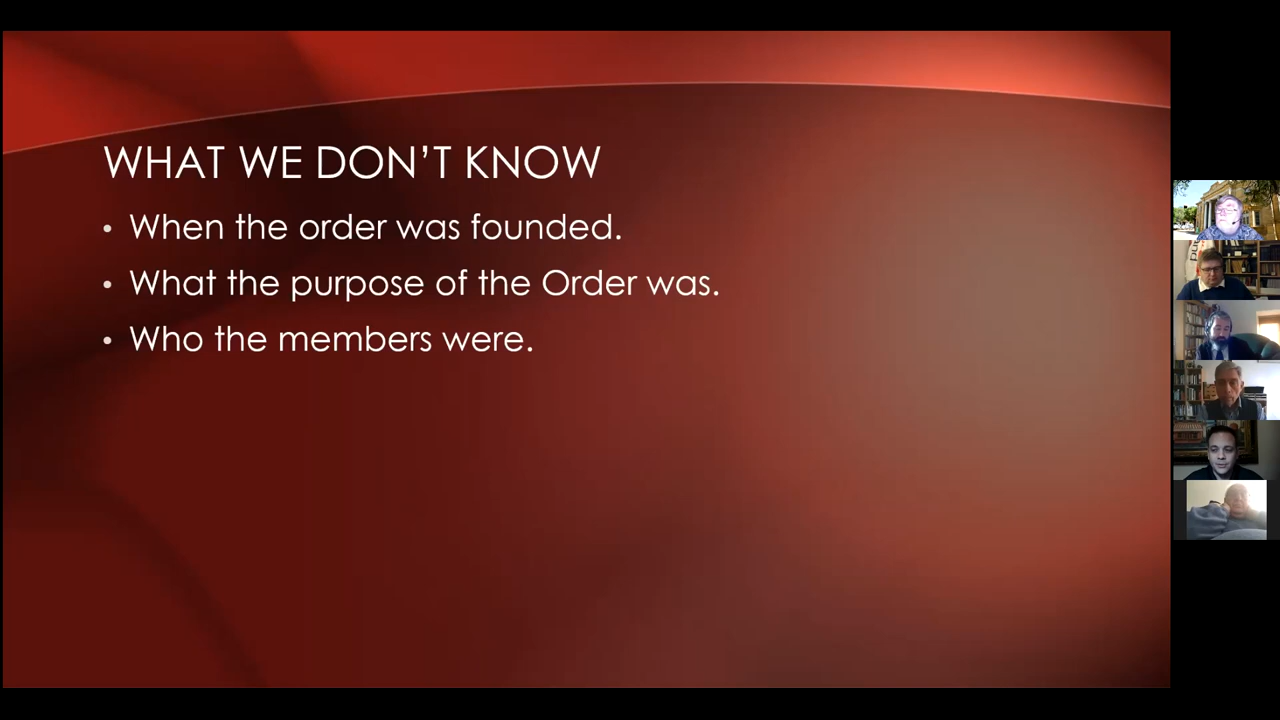 WHAT WE DON’T KNOW
• When the order was founded.
• What the purpose of the Order was.
• Who the members were.